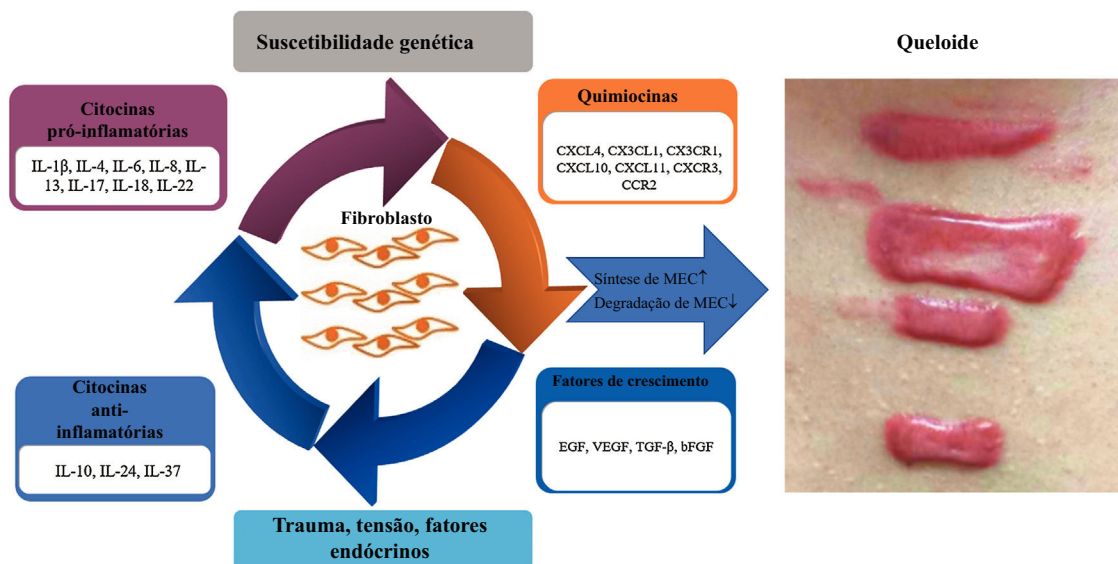 Suscetibilidade genética
Queloide
Citocinas
pró-inflamatórias
IL-1β, IL-4, IL-6, IL-8, IL-
13, IL-17, IL-18, IL-22
Quimiocinas
CXCL4, CX3CL1, CX3CR1,
CXCL10, CXCL11, CXCR3,
CCR2
Fibroblasto
Síntese de MEC↑
Degradação de MEC↓
Citocinas
anti-
inflamatórias
IL-10, IL-24, IL-37
Fatores de crescimento
EGF, VEGF, TGF-β, bFGF
Trauma, tensão, fatores
endócrinos